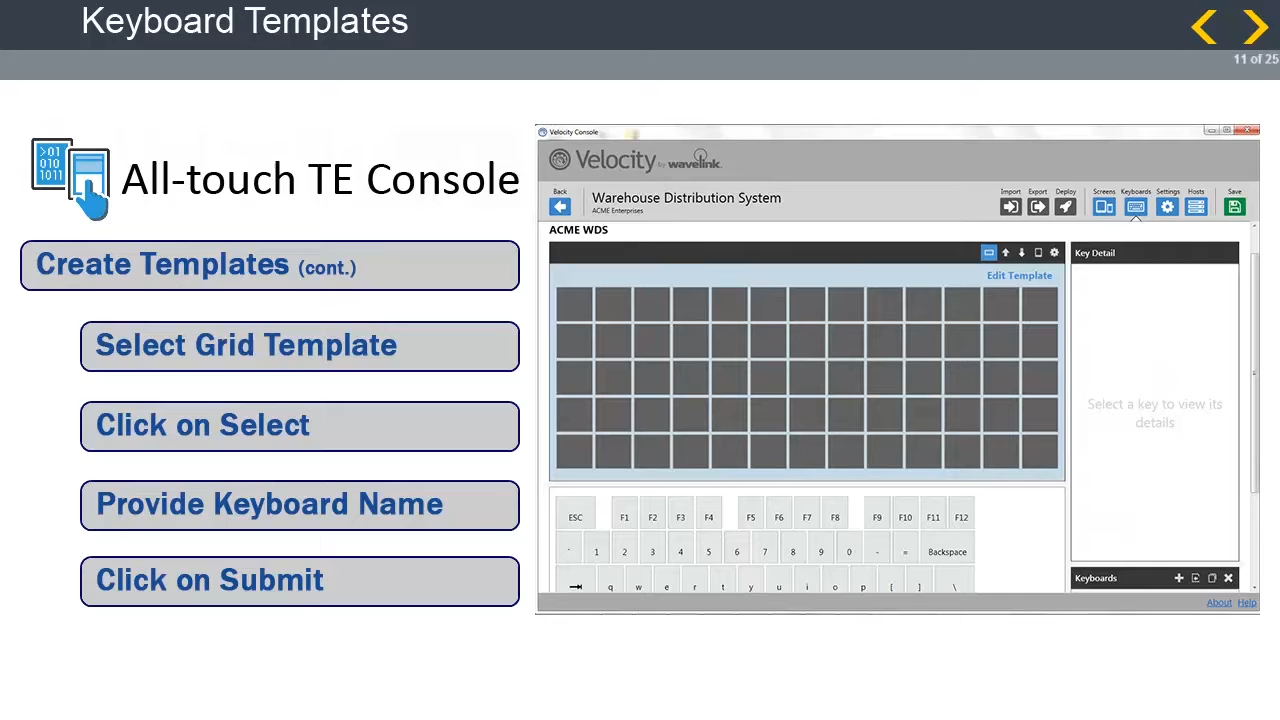 Keyboard Templates
11 of 25
>01
010
1011
All-touch TE Console
Create Templates (cont.)
Select Grid Template
Click on Select
Provide Keyboard Name
Click on Submit
Velocity Console
Velocity by wavelink
Back
Warehouse Distribution System
ACME Enterprises
Import Export Deploy Screens Keyboards Settings Hosts Save
ACME WDS
Edit Template
Key Detail
Select a key to view its
details
ESC F1 F2 F3 F4 F5 F6 F7 F8 F9 F10 F11 F12
` 1 2 3 4 5 6 7 8 9 0 - = Backspace
q w e r t y u i o p [ ] \
Keyboards
About Help